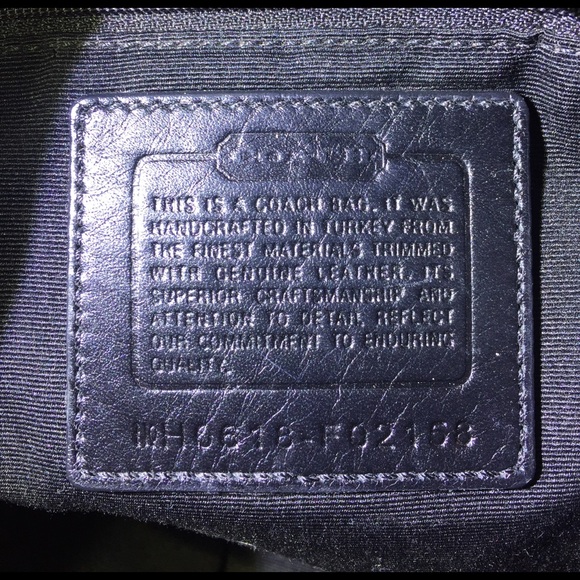 COACH
THIS IS A COACH BAG. IT WAS
HANDCRAFTED IN TURKEY FROM
THE FINEST MATERIALS TRIMMED
WITH GENUINE LEATHER. ITS
SUPERIOR CRAFTSMANSHIP AND
ATTENTION TO DETAIL REFLECT
OUR COMMITMENT TO ENDURING
QUALITY.